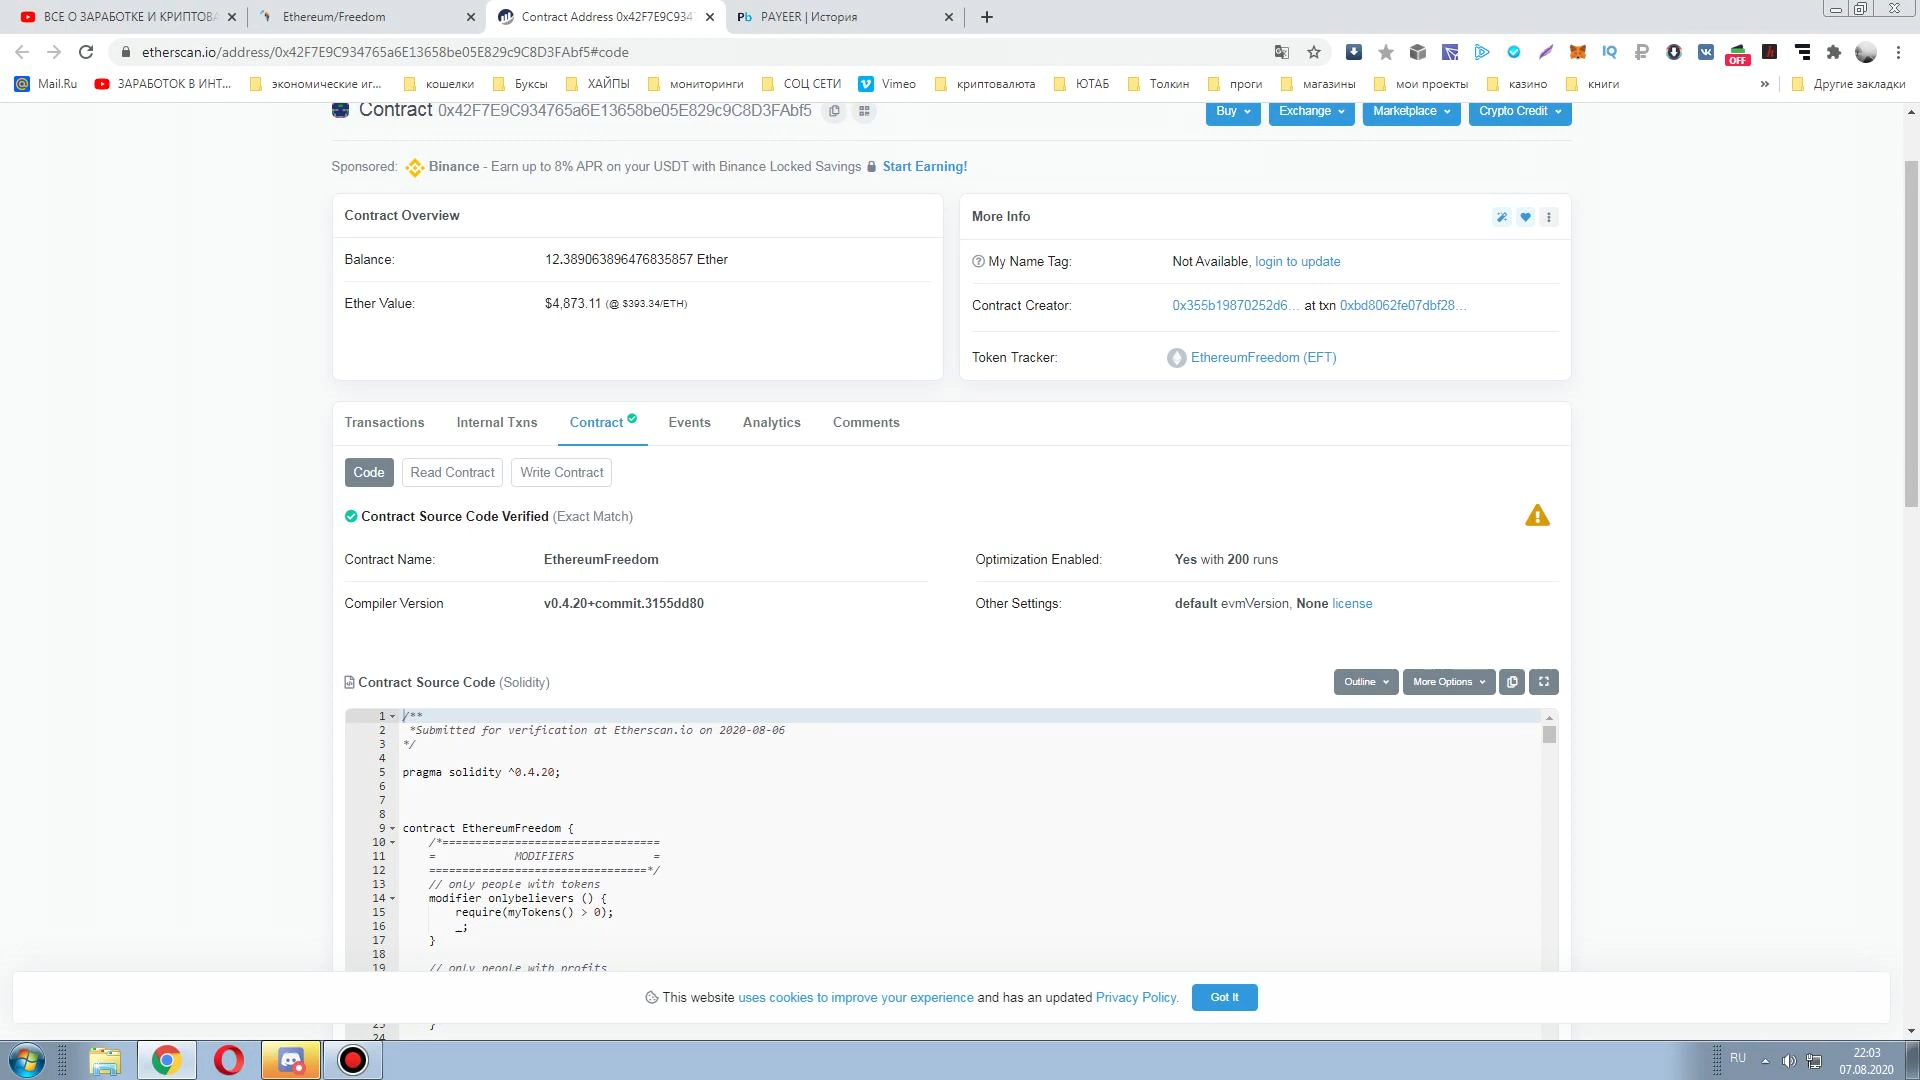 ВСЕ О ЗАРАБОТКЕ И КРИПТОВА
Ethereum/Freedom
Contract Address 0x42F7E9C934
Pb PAYEER | История
etherscan.io/address/0x42F7E9C934765a6E13658be05E829c9C8D3FAbf5#code
OFF
Mail.Ru
ЗАРАБОТОК В ИНТ...
экономические иг...
кошелки
Буксы
ХАЙПЫ
мониторинги
СОЦ СЕТИ
Vimeo
криптовалюта
ЮТАБ
Толкин
проги
магазины
мои проекты
казино
книги
»
Другие закладки
Contract 0x42F7E9C934765a6E13658be05E829c9C8D3FAbf5
Buy
Exchange
Marketplace
Crypto Credit
Sponsored: Binance - Earn up to 8% APR on your USDT with Binance Locked Savings Start Earning!
Contract Overview
Balance: 12.389063896476835857 Ether
Ether Value: $4,873.11 (@ $393.34/ETH)
More Info
My Name Tag: Not Available, login to update
Contract Creator: 0x355b19870252d6... at txn 0xbd8062fe07dbf28...
Token Tracker: EthereumFreedom (EFT)
Transactions
Internal Txns
Contract
Events
Analytics
Comments
Code
Read Contract
Write Contract
Contract Source Code Verified (Exact Match)
Contract Name: EthereumFreedom
Optimization Enabled: Yes with 200 runs
Compiler Version v0.4.20+commit.3155dd80
Other Settings: default evmVersion, None license
Contract Source Code (Solidity)
Outline
More Options
1 /**
2 *Submitted for verification at Etherscan.io on 2020-08-06
3 */
4
5 pragma solidity ^0.4.20;
6
7
8
9 contract EthereumFreedom {
10 /*=================================
11 = MODIFIERS =
12 =================================*/
13 // only people with tokens
14 modifier onlybelievers () {
15 require(myTokens() > 0);
16 _;
17 }
18
19 // only people with profits
This website uses cookies to improve your experience and has an updated Privacy Policy.
Got It
23 }
24
RU
22:03
07.08.2020